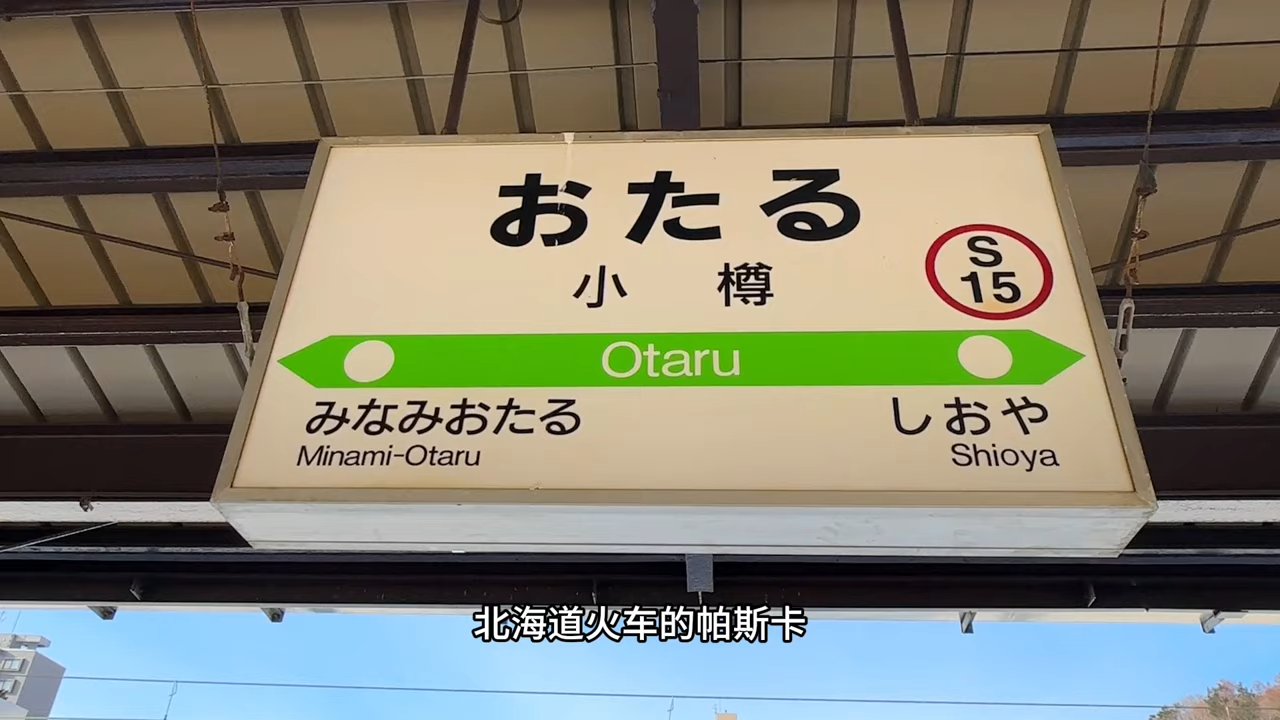 おたる
小樽
S
15
Otaru
みなみおたる
Minami-Otaru
しおや
Shioya
北海道火车的帕斯卡